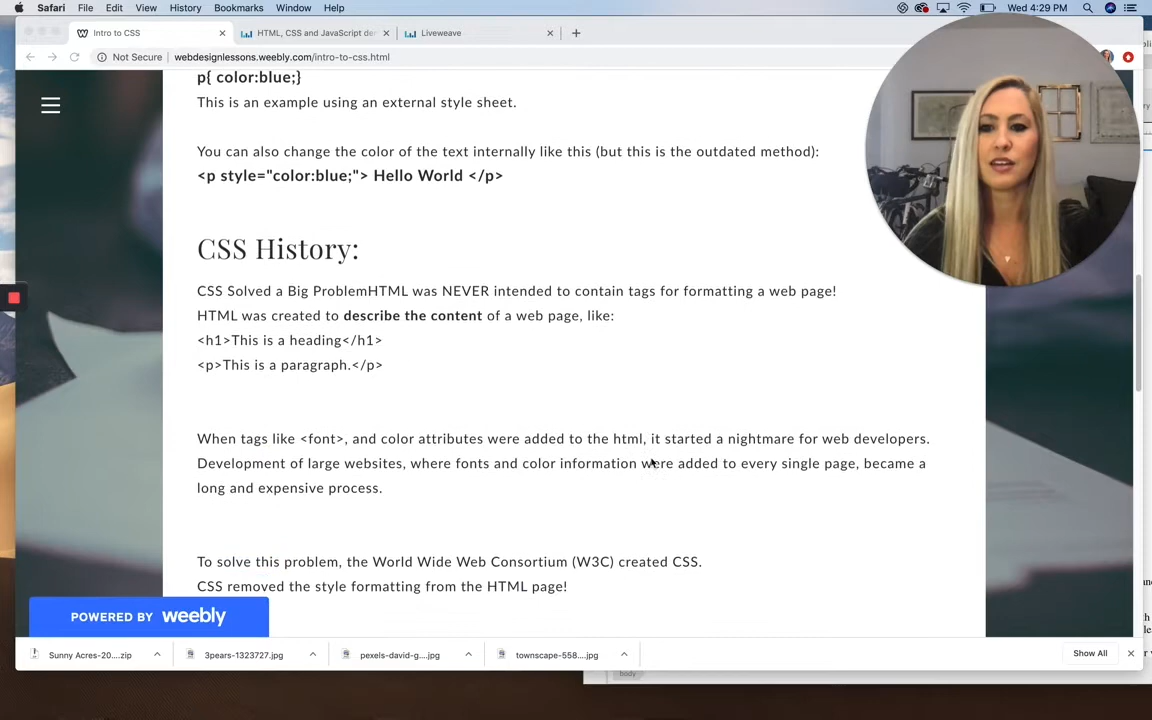 Safari File Edit View History Bookmarks Window Help Wed 4:29 PM
Intro to CSS
HTML, CSS and JavaScript de
Liveweave
Not Secure webdesignlessons.weebly.com/intro-to-css.html
p{ color:blue;}
This is an example using an external style sheet.
You can also change the color of the text internally like this (but this is the outdated method):
<p style="color:blue;"> Hello World </p>
CSS History:
CSS Solved a Big ProblemHTML was NEVER intended to contain tags for formatting a web page!
HTML was created to describe the content of a web page, like:
<h1>This is a heading</h1>
<p>This is a paragraph.</p>
When tags like <font>, and color attributes were added to the html, it started a nightmare for web developers.
Development of large websites, where fonts and color information were added to every single page, became a
long and expensive process.
To solve this problem, the World Wide Web Consortium (W3C) created CSS.
CSS removed the style formatting from the HTML page!
POWERED BY weebly
Sunny Acres-20....zip
3pears-1323727.jpg
pexels-david-g....jpg
townscape-558....jpg
Show All
body